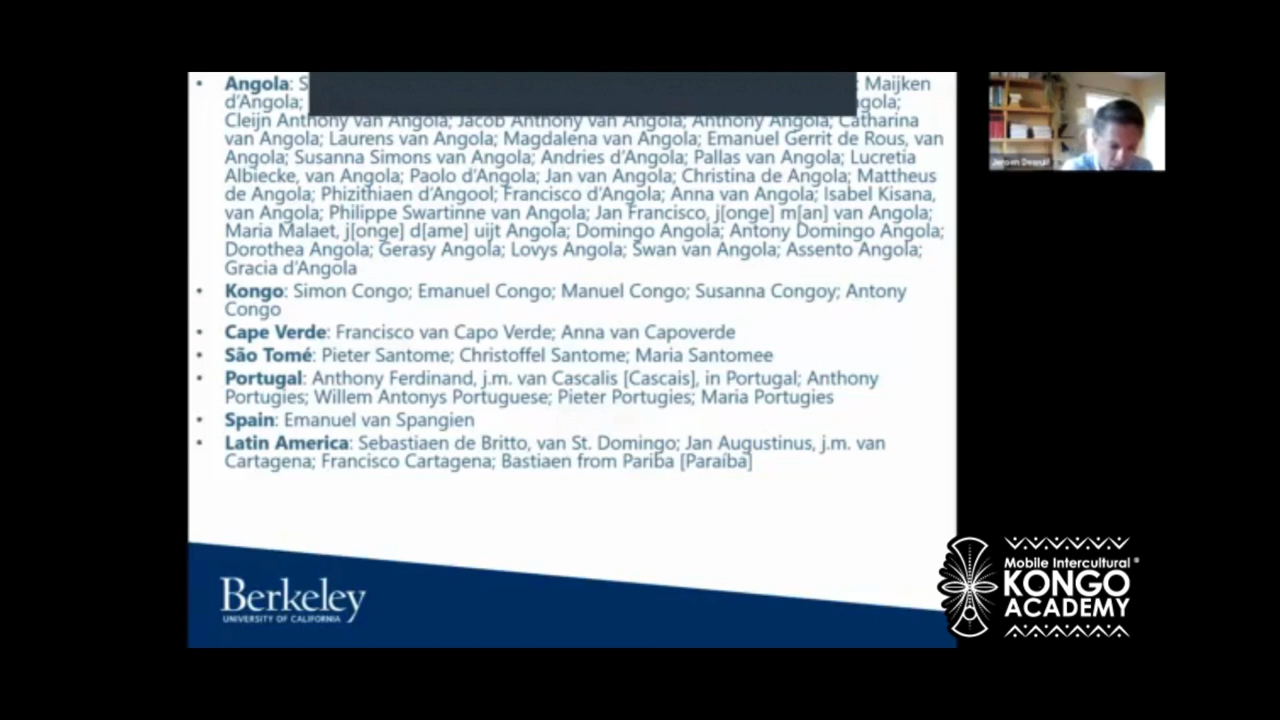 • Angola: S Maijken
d'Angola; gola;
Cleijn Anthony van Angola; Jacob Anthony van Angola; Anthony Angola; Catharina
van Angola; Laurens van Angola; Magdalena van Angola; Emanuel Gerrit de Rous, van
Angola; Susanna Simons van Angola; Andries d'Angola; Pallas van Angola; Lucretia
Albiecke, van Angola; Paolo d'Angola; Jan van Angola; Christina de Angola; Mattheus
de Angola; Phizithiaen d'Angool; Francisco d'Angola; Anna van Angola; Isabel Kisana,
van Angola; Philippe Swartinne van Angola; Jan Francisco, j[onge] m[an] van Angola;
Maria Malaet, j[onge] d[ame] uijt Angola; Domingo Angola; Antony Domingo Angola;
Dorothea Angola; Gerasy Angola; Lovys Angola; Swan van Angola; Assento Angola;
Gracia d'Angola
• Kongo: Simon Congo; Emanuel Congo; Manuel Congo; Susanna Congoy; Antony
Congo
• Cape Verde: Francisco van Capo Verde; Anna van Capoverde
• São Tomé: Pieter Santome; Christoffel Santome; Maria Santomee
• Portugal: Anthony Ferdinand, j.m. van Cascalis [Cascais], in Portugal; Anthony
Portugies; Willem Antonys Portuguese; Pieter Portugies; Maria Portugies
• Spain: Emanuel van Spangien
• Latin America: Sebastiaen de Britto, van St. Domingo; Jan Augustinus, j.m. van
Cartagena; Francisco Cartagena; Bastiaen from Pariba [Paraíba]
Berkeley
UNIVERSITY OF CALIFORNIA
Mobile Intercultural ®
KONGO
ACADEMY